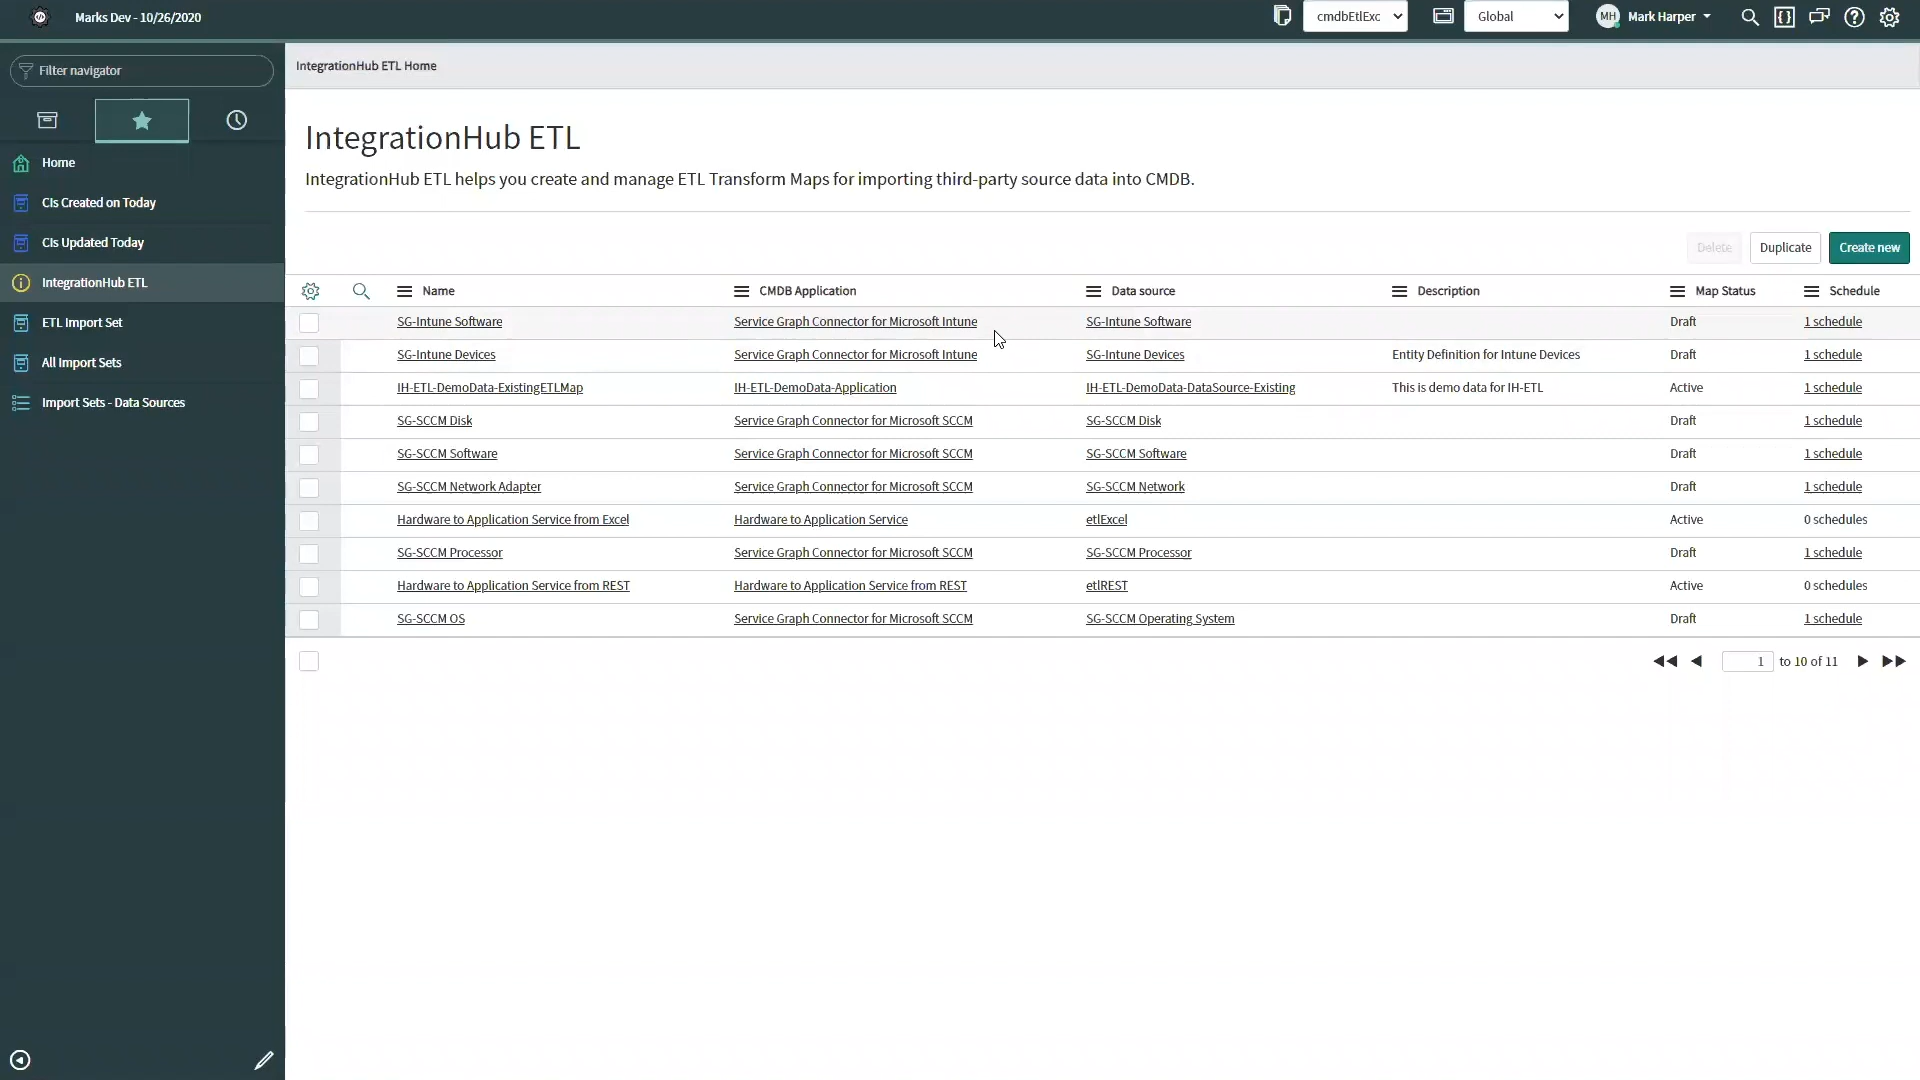 Marks Dev - 10/26/2020
cmdbEtlExc
Global
MH
Mark Harper
Filter navigator
Home
CIs Created on Today
CIs Updated Today
IntegrationHub ETL
ETL Import Set
All Import Sets
Import Sets - Data Sources
IntegrationHub ETL Home
IntegrationHub ETL
IntegrationHub ETL helps you create and manage ETL Transform Maps for importing third-party source data into CMDB.
Delete Duplicate Create new
Name CMDB Application Data source Description Map Status Schedule
SG-Intune Software Service Graph Connector for Microsoft Intune SG-Intune Software Draft 1 schedule
SG-Intune Devices Service Graph Connector for Microsoft Intune SG-Intune Devices Entity Definition for Intune Devices Draft 1 schedule
IH-ETL-DemoData-ExistingETLMap IH-ETL-DemoData-Application IH-ETL-DemoData-DataSource-Existing This is demo data for IH-ETL Active 1 schedule
SG-SCCM Disk Service Graph Connector for Microsoft SCCM SG-SCCM Disk Draft 1 schedule
SG-SCCM Software Service Graph Connector for Microsoft SCCM SG-SCCM Software Draft 1 schedule
SG-SCCM Network Adapter Service Graph Connector for Microsoft SCCM SG-SCCM Network Draft 1 schedule
Hardware to Application Service from Excel Hardware to Application Service etlExcel Active 0 schedules
SG-SCCM Processor Service Graph Connector for Microsoft SCCM SG-SCCM Processor Draft 1 schedule
Hardware to Application Service from REST Hardware to Application Service from REST etlREST Active 0 schedules
SG-SCCM OS Service Graph Connector for Microsoft SCCM SG-SCCM Operating System Draft 1 schedule
1 to 10 of 11